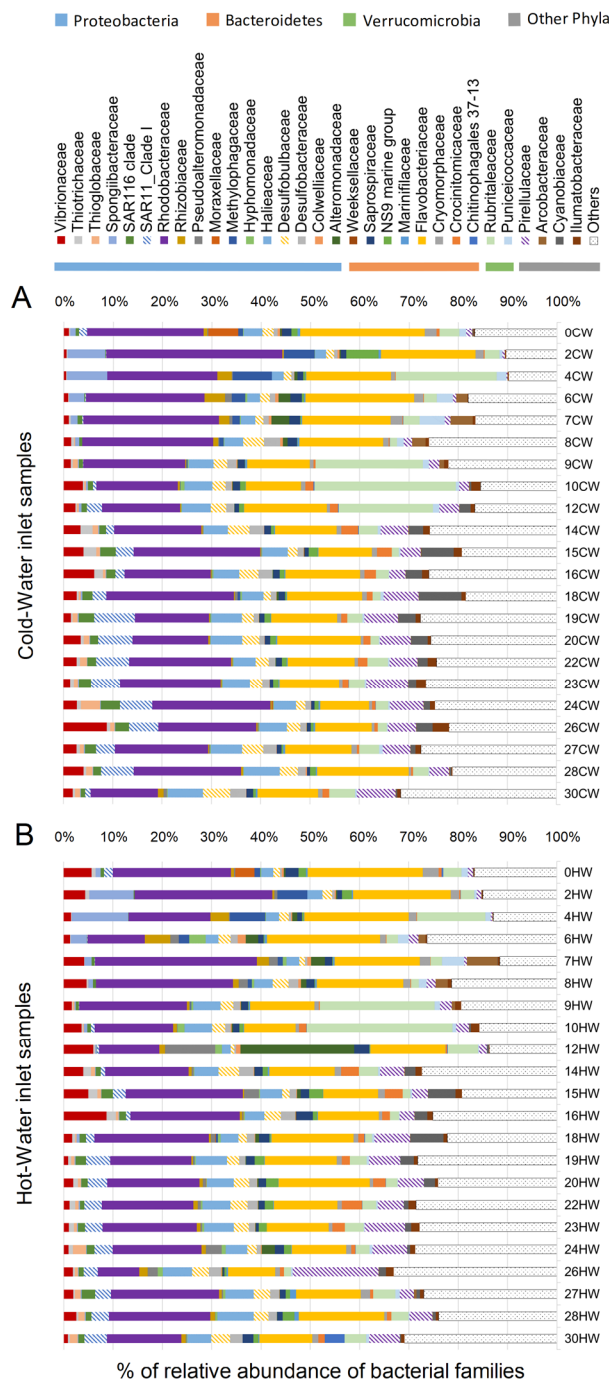 Proteobacteria Bacteroidetes Verrucomicrobia Other Phyla
Vibrionaceae
Thiotrichaceae
Thioglobaceae
Spongiibacteraceae
SAR116 clade
SAR11_Clade I
Rhodobacteraceae
Rhizobiaceae
Pseudoalteromonadaceae
Moraxellaceae
Methylophagaceae
Hyphomonadaceae
Halieaceae
Desulfobulbaceae
Desulfobacteraceae
Colwelliaceae
Alteromonadaceae
Weeksellaceae
Saprospiraceae
NS9 marine group
Marinifilaceae
Flavobacteriaceae
Cryomorphaceae
Crocinitomicaceae
Chitinophagales 37-13
Rubritaleaceae
Puniceicoccaceae
Pirellulaceae
Arcobacteraceae
Cyanobiaceae
Ilumatobacteraceae
Others
A
0% 10% 20% 30% 40% 50% 60% 70% 80% 90% 100%
Cold-Water inlet samples
0CW
2CW
4CW
6CW
7CW
8CW
9CW
10CW
12CW
14CW
15CW
16CW
18CW
19CW
20CW
22CW
23CW
24CW
26CW
27CW
28CW
30CW
B
0% 10% 20% 30% 40% 50% 60% 70% 80% 90% 100%
Hot-Water inlet samples
0HW
2HW
4HW
6HW
7HW
8HW
9HW
10HW
12HW
14HW
15HW
16HW
18HW
19HW
20HW
22HW
23HW
24HW
26HW
27HW
28HW
30HW
% of relative abundance of bacterial families